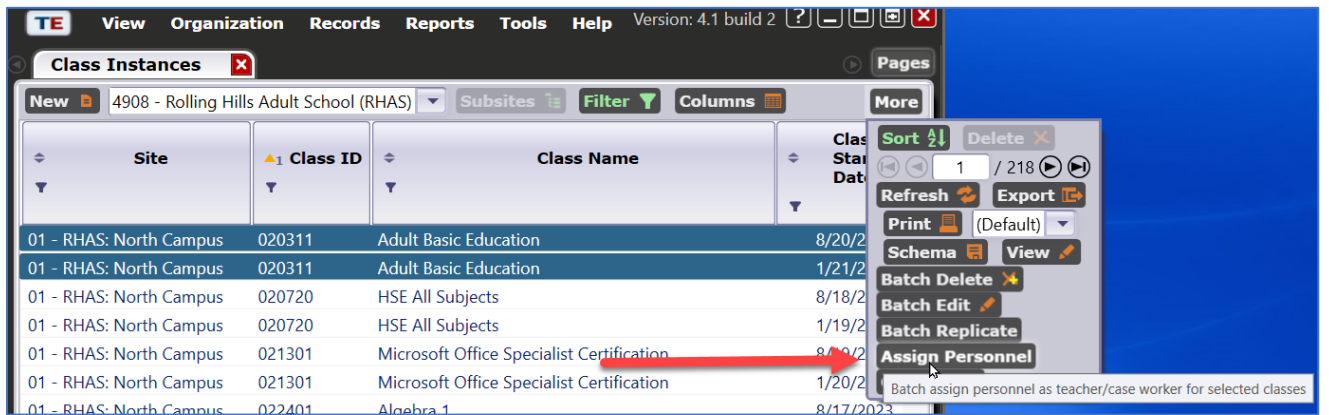 TE View Organization Records Reports Tools Help Version: 4.1 build 2 ?
Class Instances Pages
New 4908 - Rolling Hills Adult School (RHAS) Subsites Filter Columns More
Sort Delete
1 / 218
Refresh Export
Print (Default)
Schema View
Batch Delete
Batch Edit
Batch Replicate
Assign Personnel
Batch assign personnel as teacher/case worker for selected classes
Site 1 Class ID Class Name
01 - RHAS: North Campus 020311 Adult Basic Education 8/20/2
01 - RHAS: North Campus 020311 Adult Basic Education 1/21/2
01 - RHAS: North Campus 020720 HSE All Subjects 8/18/2
01 - RHAS: North Campus 020720 HSE All Subjects 1/19/2
01 - RHAS: North Campus 021301 Microsoft Office Specialist Certification
01 - RHAS: North Campus 021301 Microsoft Office Specialist Certification 1/20/2
01 - RHAS: North Campus 022401 Algebra 1 8/17/2023